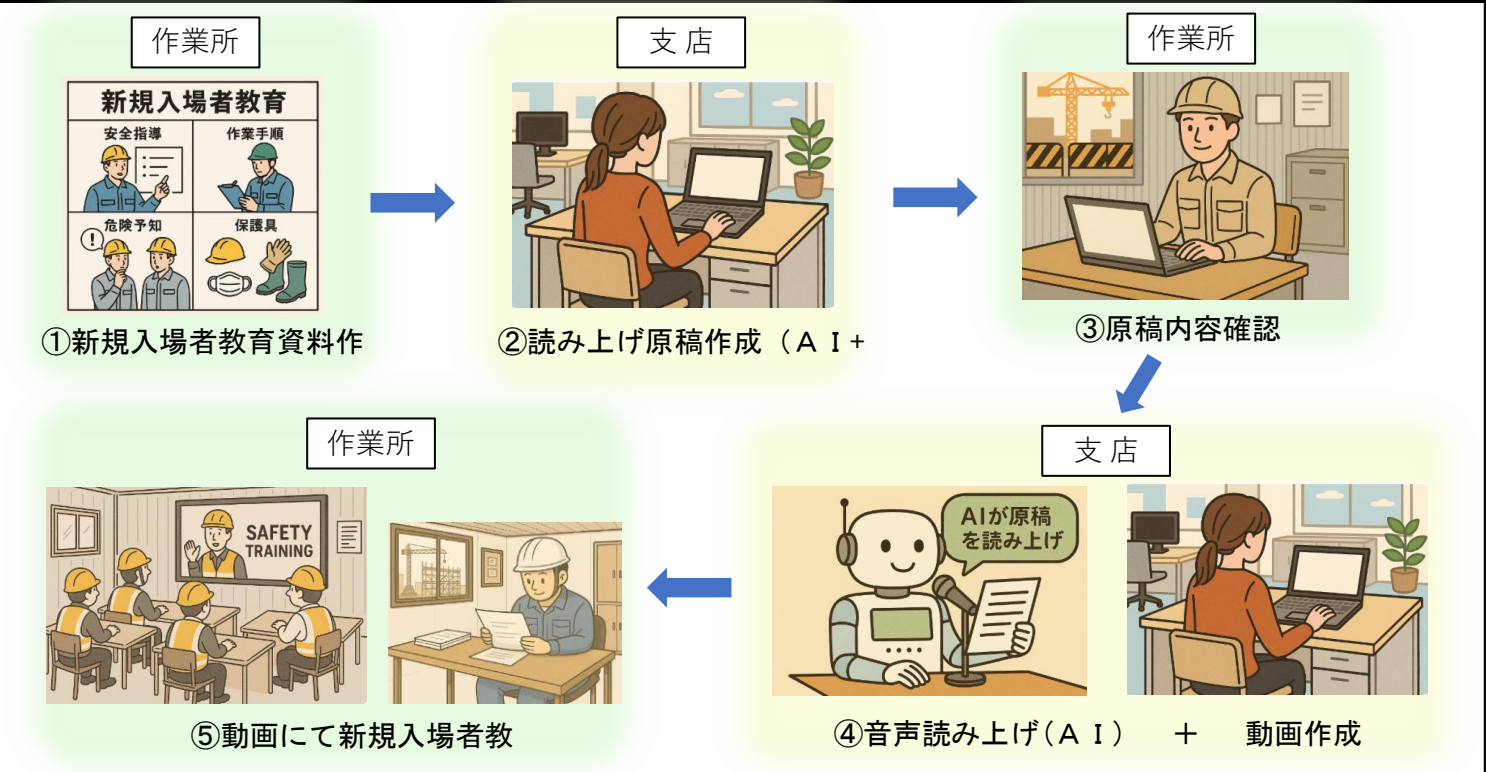 作業所
新規入場者教育
安全指導
作業手順
危険予知
!
保護具
①新規入場者教育資料作
支店
②読み上げ原稿作成（ＡＩ+
作業所
③原稿内容確認
支店
AIが原稿
を読み上げ
④音声読み上げ(ＡＩ) ＋ 動画作成
作業所
SAFETY
TRAINING
⑤動画にて新規入場者教